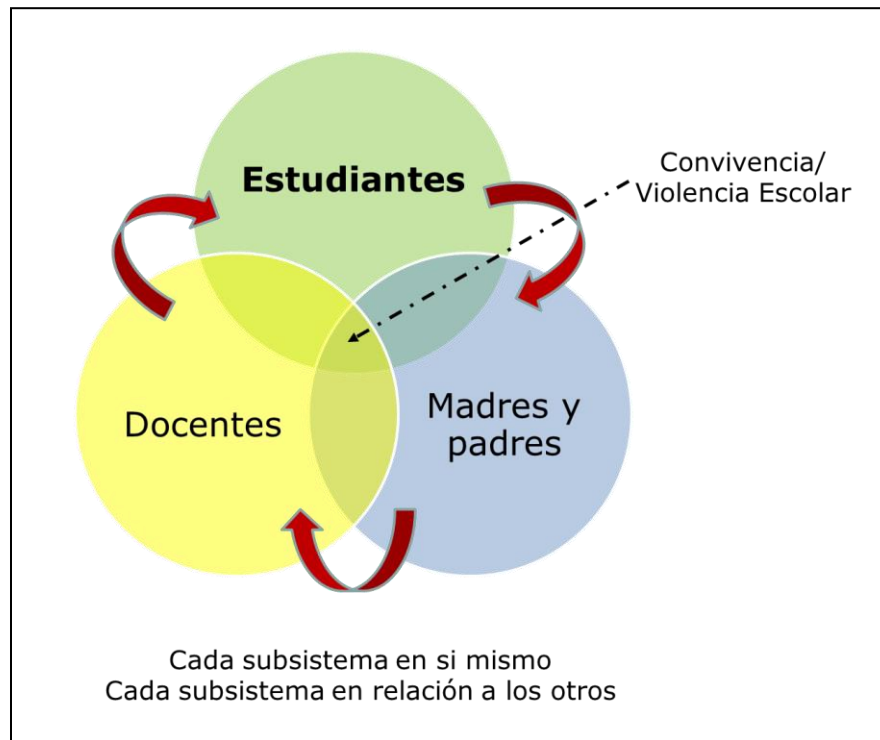 Estudiantes
Convivencia/
Violencia Escolar
Docentes
Madres y
padres
Cada subsistema en si mismo
Cada subsistema en relación a los otros